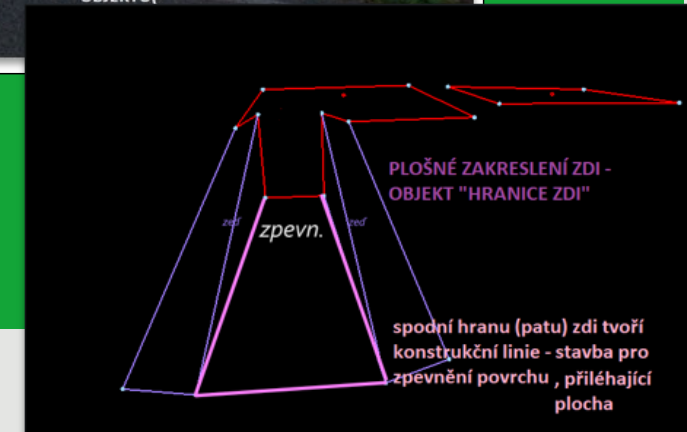 PLOŠNÉ ZAKRESLENÍ ZDI -
OBJEKT "HRANICE ZDI"
zeď
zpevn.
zeď
spodní hranu (patu) zdi tvoří
konstrukční linie - stavba pro
zpevnění povrchu , přiléhající
plocha